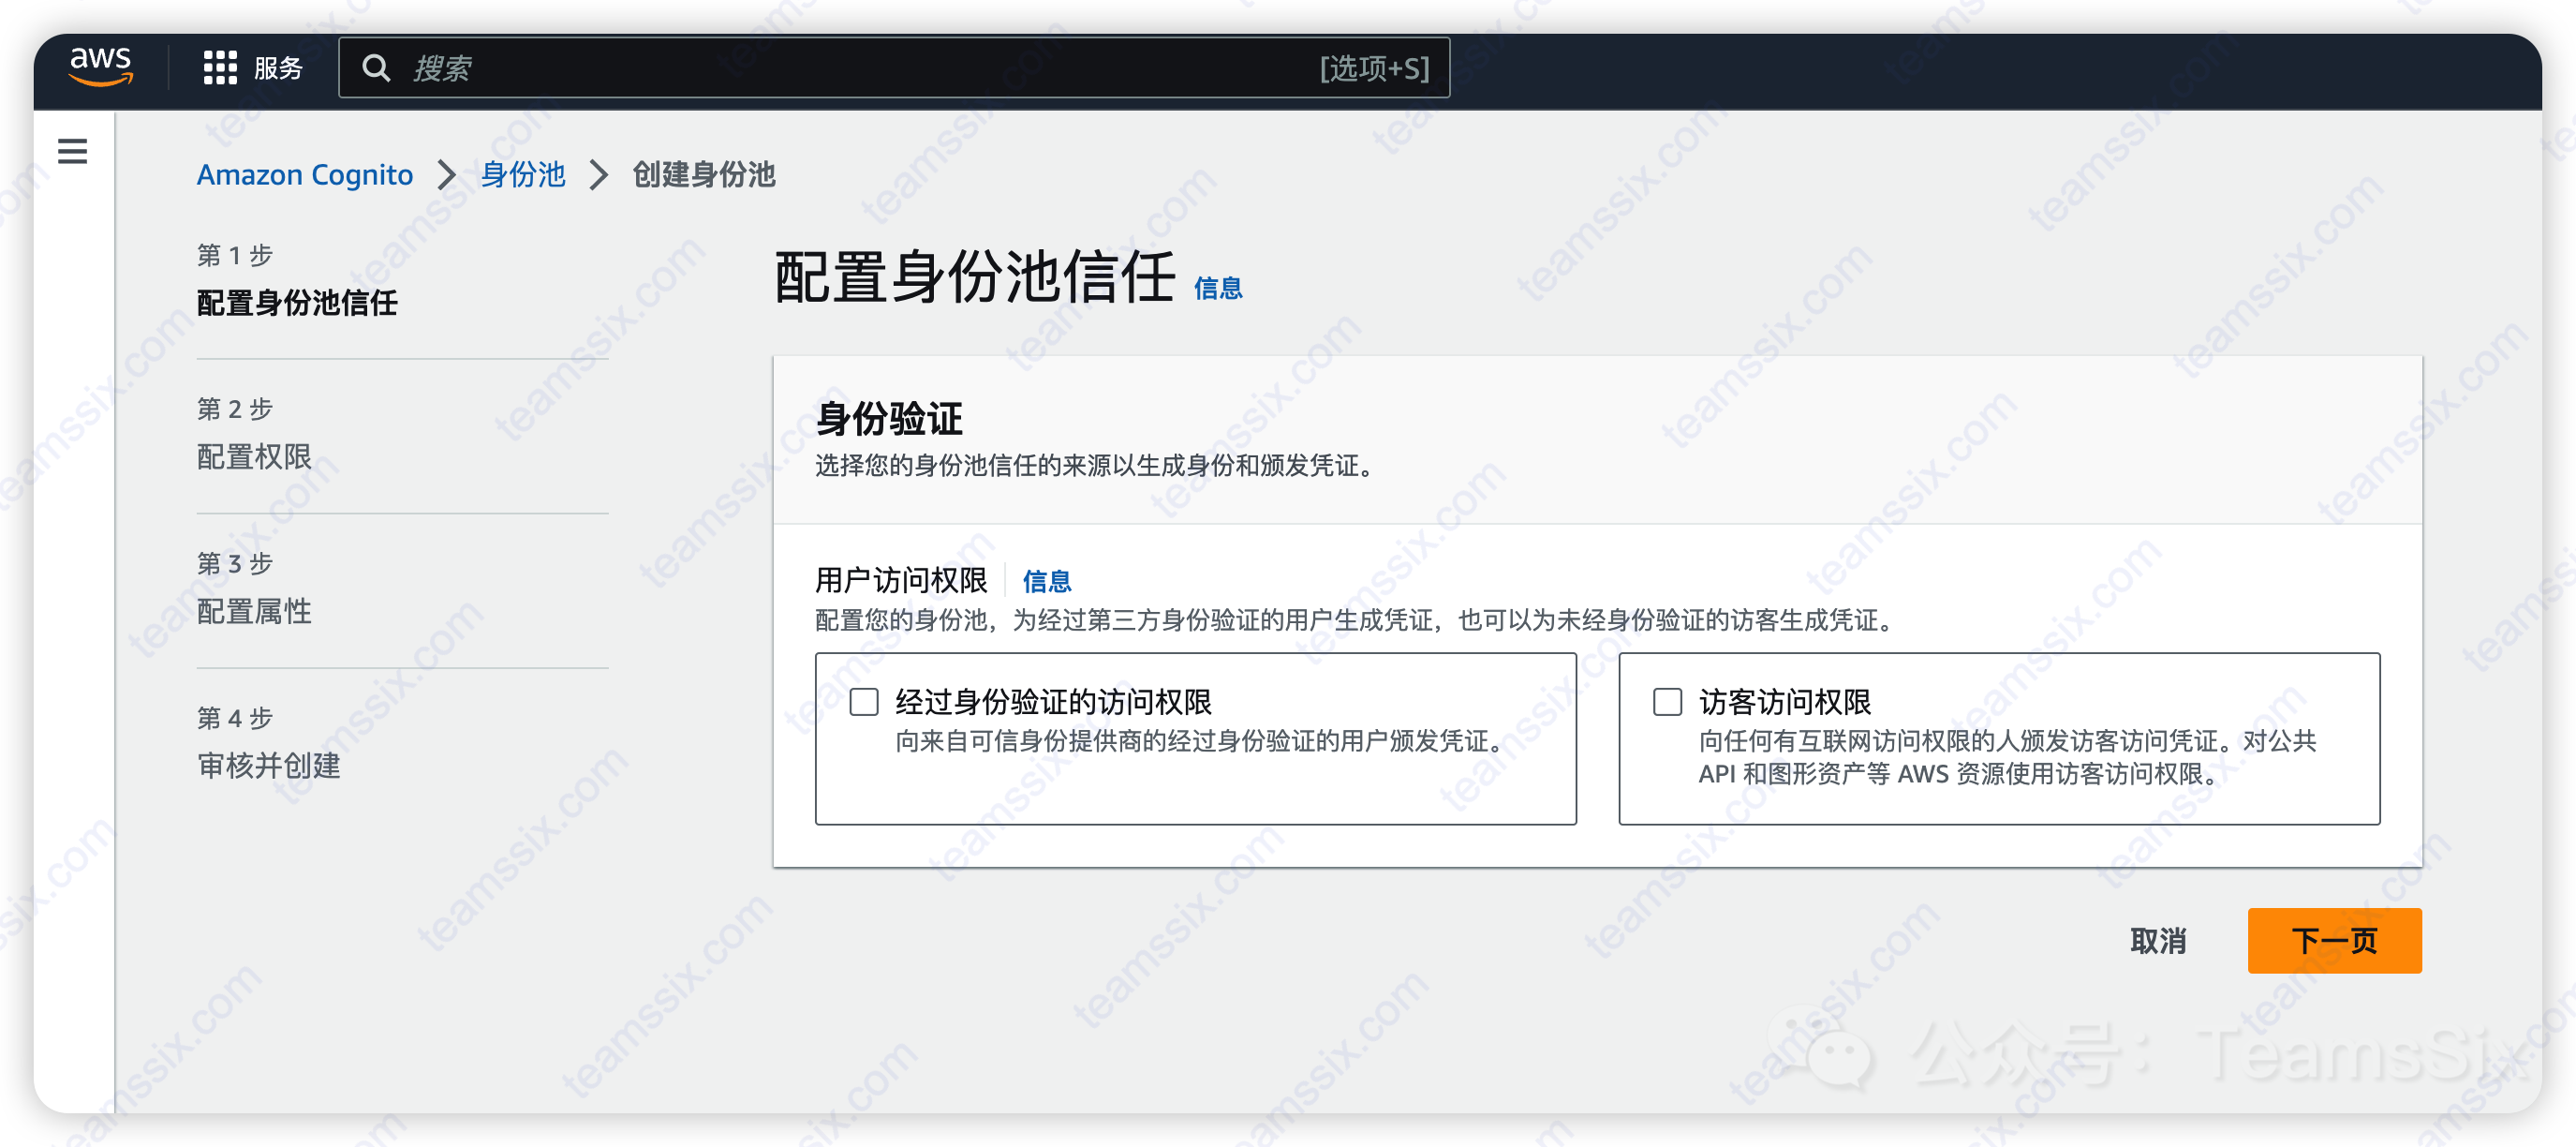 aws
服务
搜索
[选项+S]
Amazon Cognito > 身份池 > 创建身份池
第 1 步
配置身份池信任
第 2 步
配置权限
第 3 步
配置属性
第 4 步
审核并创建
配置身份池信任 信息
身份验证
选择您的身份池信任的来源以生成身份和颁发凭证。
用户访问权限 信息
配置您的身份池，为经过第三方身份验证的用户生成凭证，也可以为未经身份验证的访客生成凭证。
经过身份验证的访问权限
向来自可信身份提供商的经过身份验证的用户颁发凭证。
访客访问权限
向任何有互联网访问权限的人颁发访客访问凭证。对公共
API 和图形资产等 AWS 资源使用访客访问权限。
取消
下一页
公众号：TeamsSix
teamssix.com